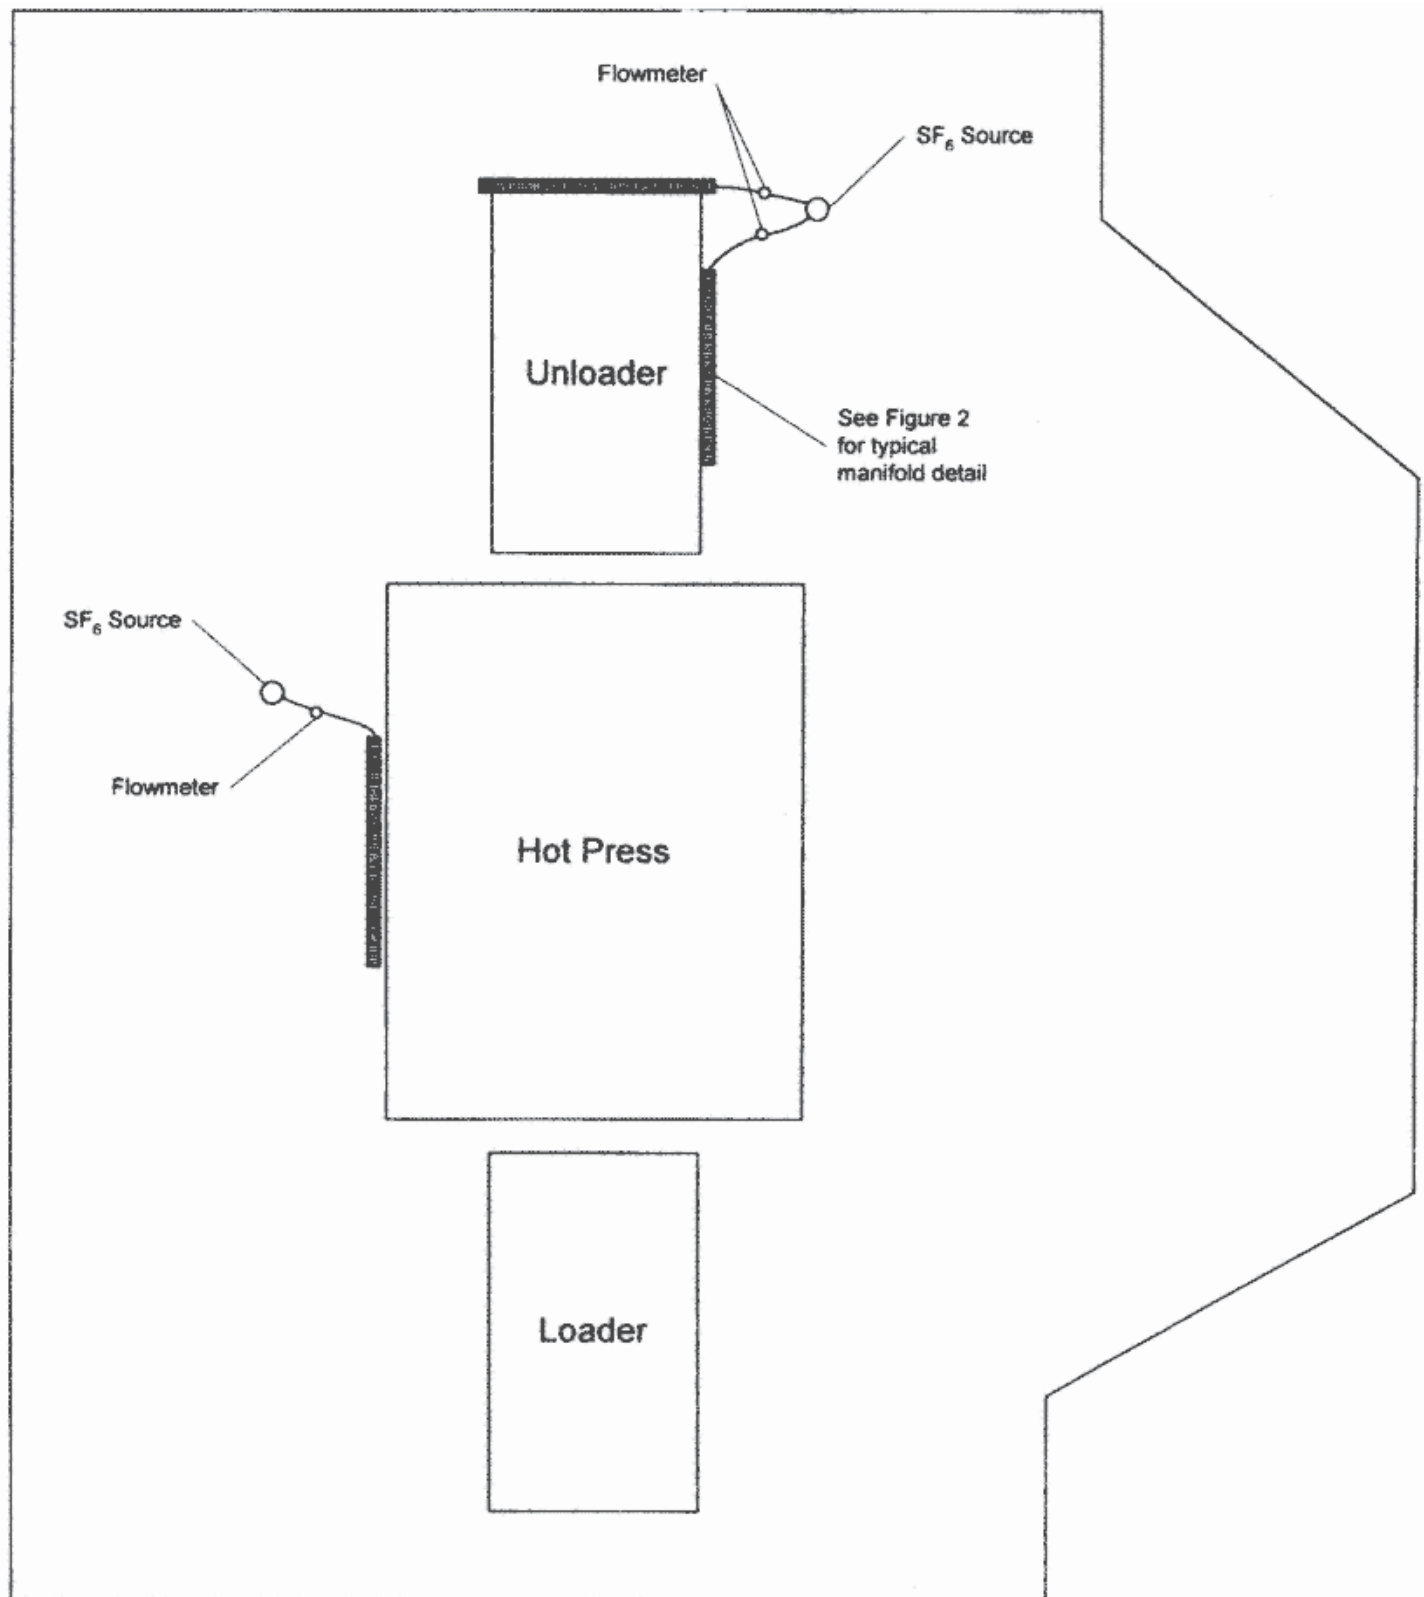 Flowmeter
SF₆ Source
Unloader
See Figure 2
for typical
manifold detail
SF₆ Source
Flowmeter
Hot Press
Loader